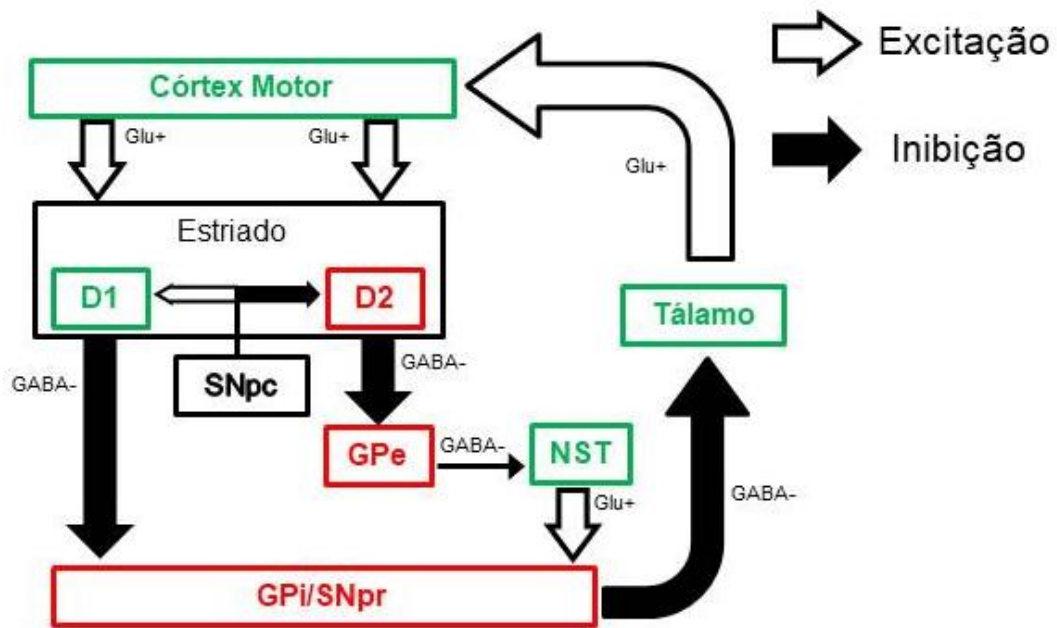 Excitação
Inibição
Córtex Motor
Glu+
Glu+
Glu+
Estriado
D1
D2
SNpc
Tálamo
GABA-
GABA-
GPe
GABA-
NST
Glu+
GABA-
GPi/SNpr